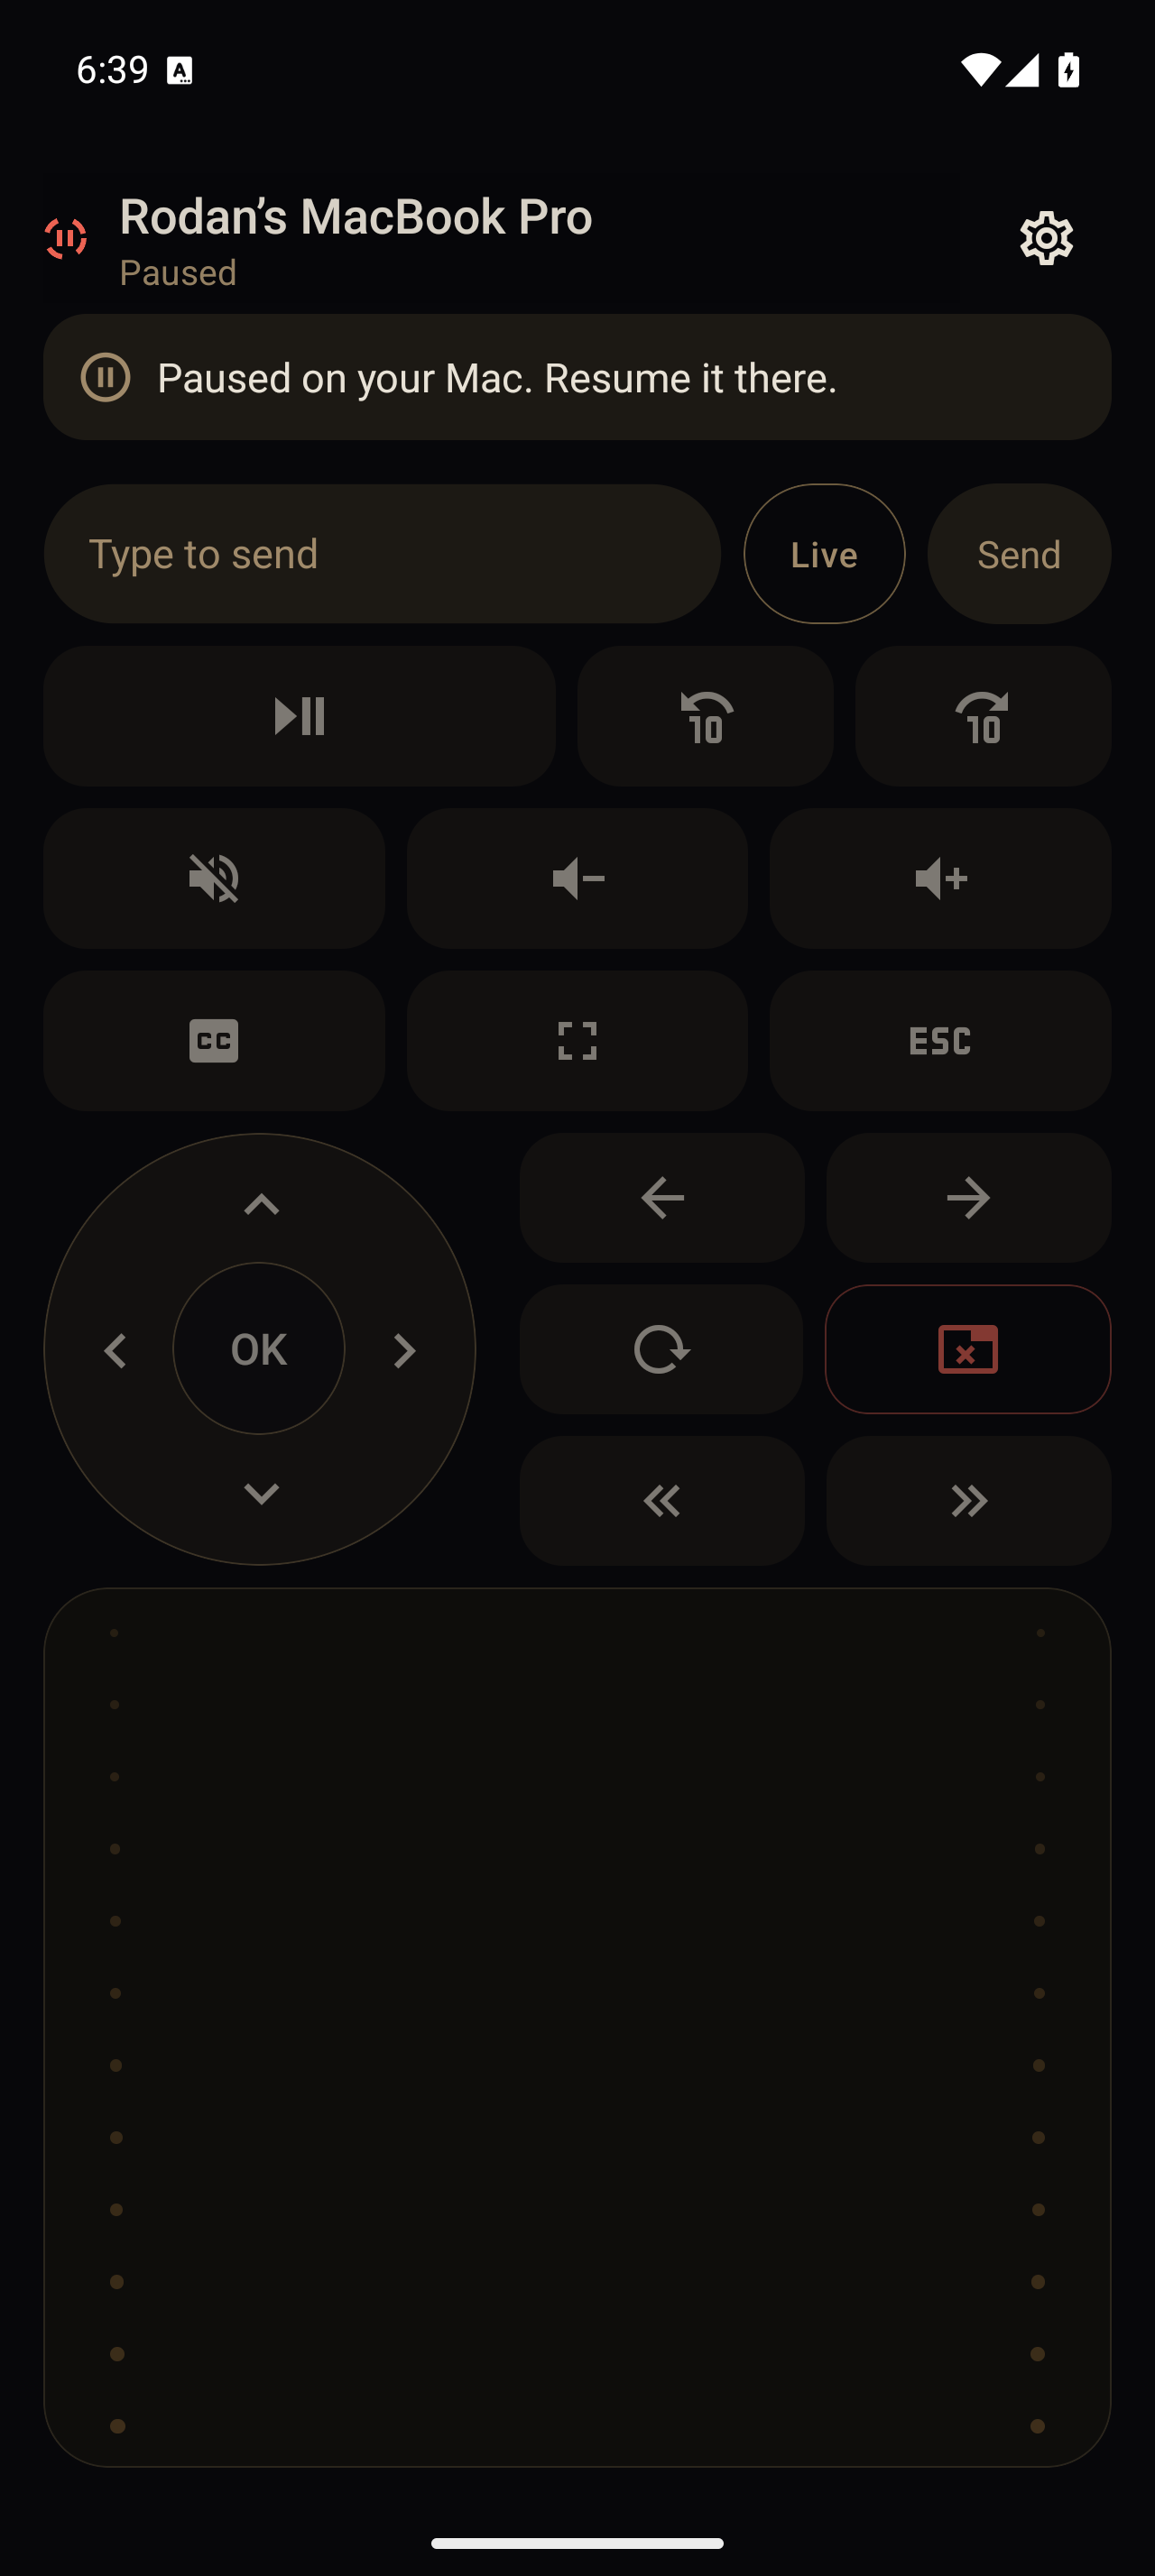 6:39
Rodan’s MacBook Pro
Paused
Paused on your Mac. Resume it there.
Type to send
Live
Send
10
10
CC
ESC
OK